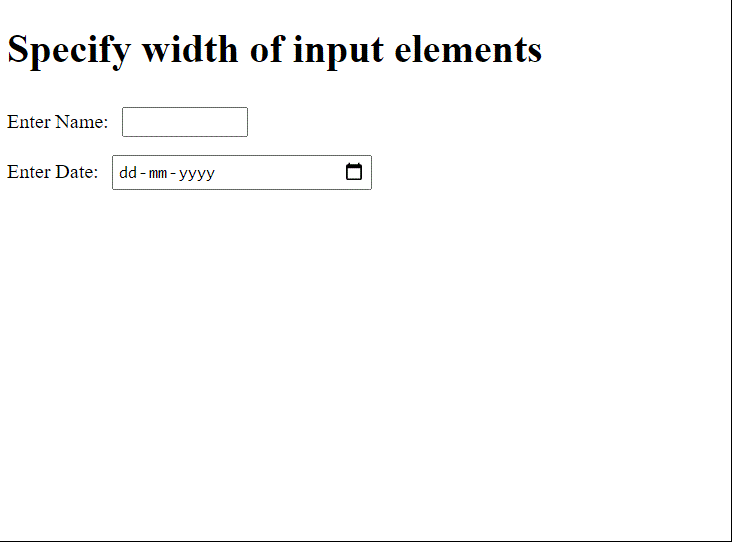 Specify width of input elements
Enter Name:
Enter Date: dd-mm-yyyy